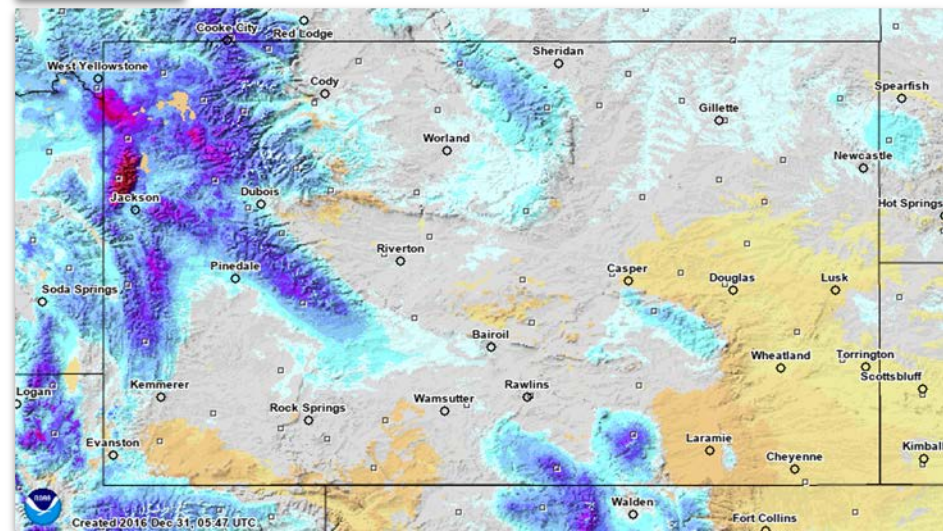 Cooke City
Red Lodge
Sheridan
West Yellowstone
Cody
Spearfish
Gillette
Worland
Newcastle
Jackson
Dubois
Hot Springs
Riverton
Pinedale
Casper
Douglas
Lusk
Soda Springs
Bairoil
Wheatland
Torrington
Scottsbluff
Kemmerer
Rawlins
Logan
Wamsutter
Rock Springs
Laramie
Evanston
Cheyenne
Kimball
NOAA
Walden
Created 2016 Dec 31, 05:47 UTC
Fort Collins